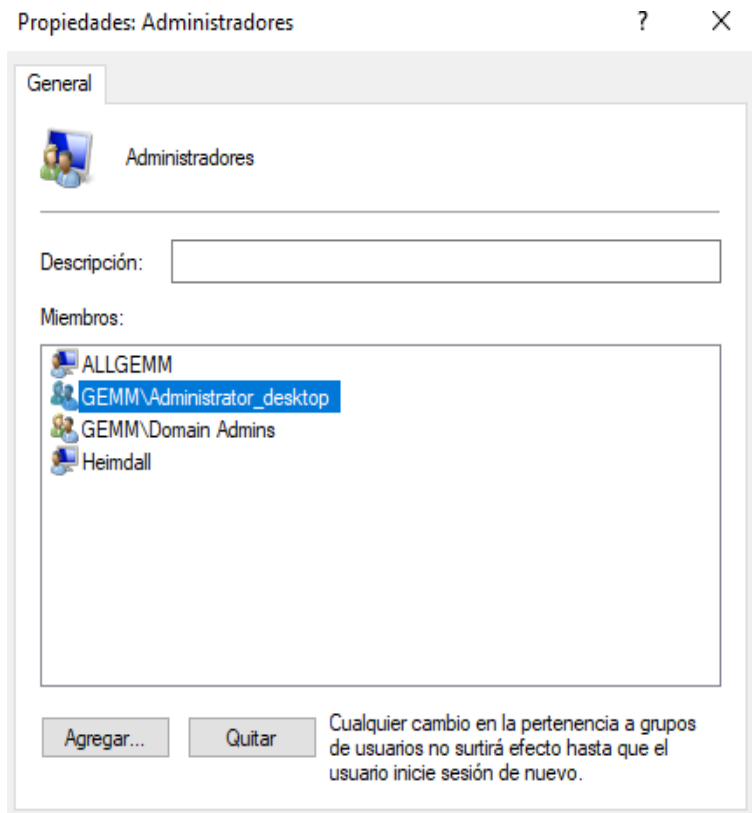 Propiedades: Administradores
?
General
Administradores
Descripción:
Miembros:
ALLGEMM
GEMM\Administrator_desktop
GEMM\Domain Admins
Heimdall
Agregar...
Quitar
Cualquier cambio en la pertenencia a grupos
de usuarios no surtirá efecto hasta que el
usuario inicie sesión de nuevo.